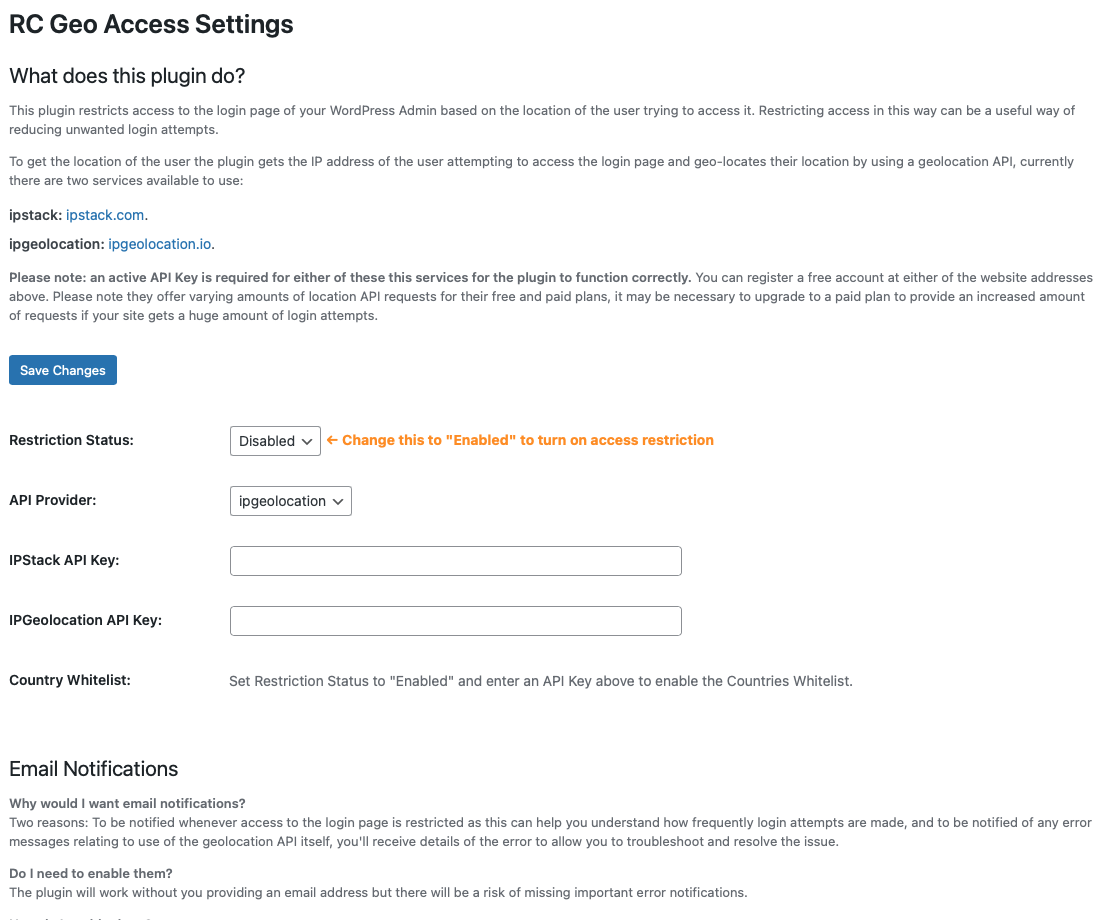 RC Geo Access Settings
What does this plugin do?
This plugin restricts access to the login page of your WordPress Admin based on the location of the user trying to access it. Restricting access in this way can be a useful way of
reducing unwanted login attempts.
To get the location of the user the plugin gets the IP address of the user attempting to access the login page and geo-locates their location by using a geolocation API, currently
there are two services available to use:
ipstack: ipstack.com.
ipgeolocation: ipgeolocation.io.
Please note: an active API Key is required for either of these this services for the plugin to function correctly. You can register a free account at either of the website addresses
above. Please note they offer varying amounts of location API requests for their free and paid plans, it may be necessary to upgrade to a paid plan to provide an increased amount
of requests if your site gets a huge amount of login attempts.
Save Changes
Restriction Status: Disabled ← Change this to "Enabled" to turn on access restriction
API Provider: ipgeolocation
IPStack API Key:
IPGeolocation API Key:
Country Whitelist: Set Restriction Status to "Enabled" and enter an API Key above to enable the Countries Whitelist.
Email Notifications
Why would I want email notifications?
Two reasons: To be notified whenever access to the login page is restricted as this can help you understand how frequently login attempts are made, and to be notified of any error
messages relating to use of the geolocation API itself, you'll receive details of the error to allow you to troubleshoot and resolve the issue.
Do I need to enable them?
The plugin will work without you providing an email address but there will be a risk of missing important error notifications.